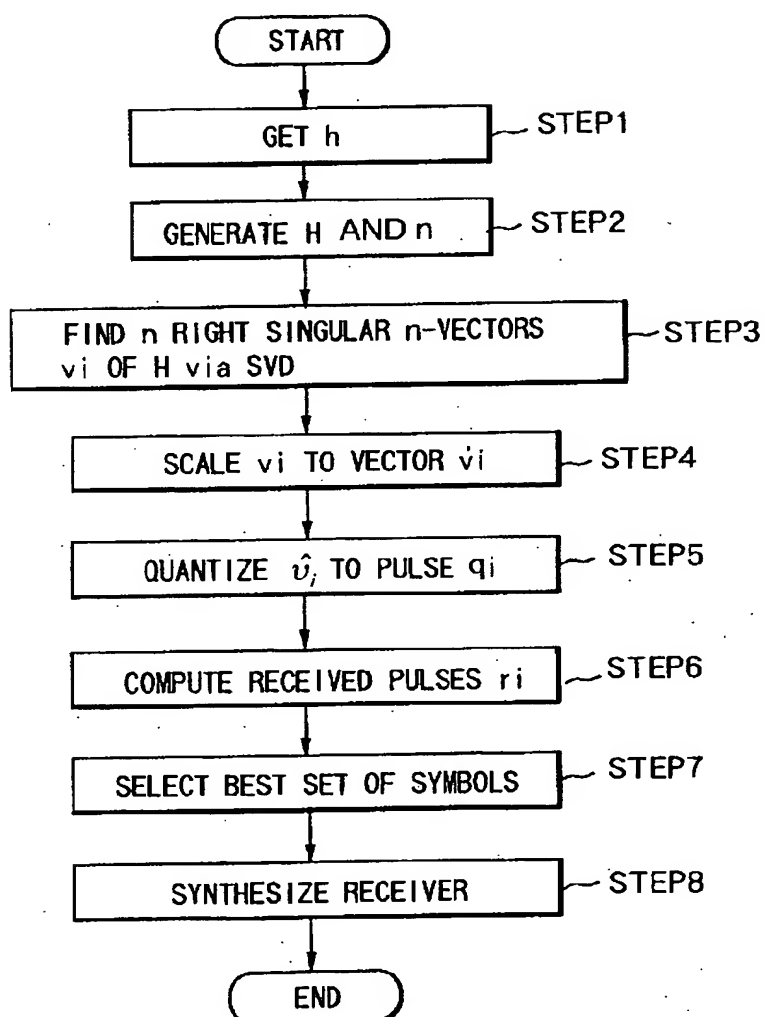 START
GET h
STEP1
GENERATE H AND n
STEP2
FIND n RIGHT SINGULAR n-VECTORS
vi OF H via SVD
STEP3
SCALE vi TO VECTOR v̇i
STEP4
QUANTIZE υ̂i TO PULSE qi
STEP5
COMPUTE RECEIVED PULSES ri
STEP6
SELECT BEST SET OF SYMBOLS
STEP7
SYNTHESIZE RECEIVER
STEP8
END